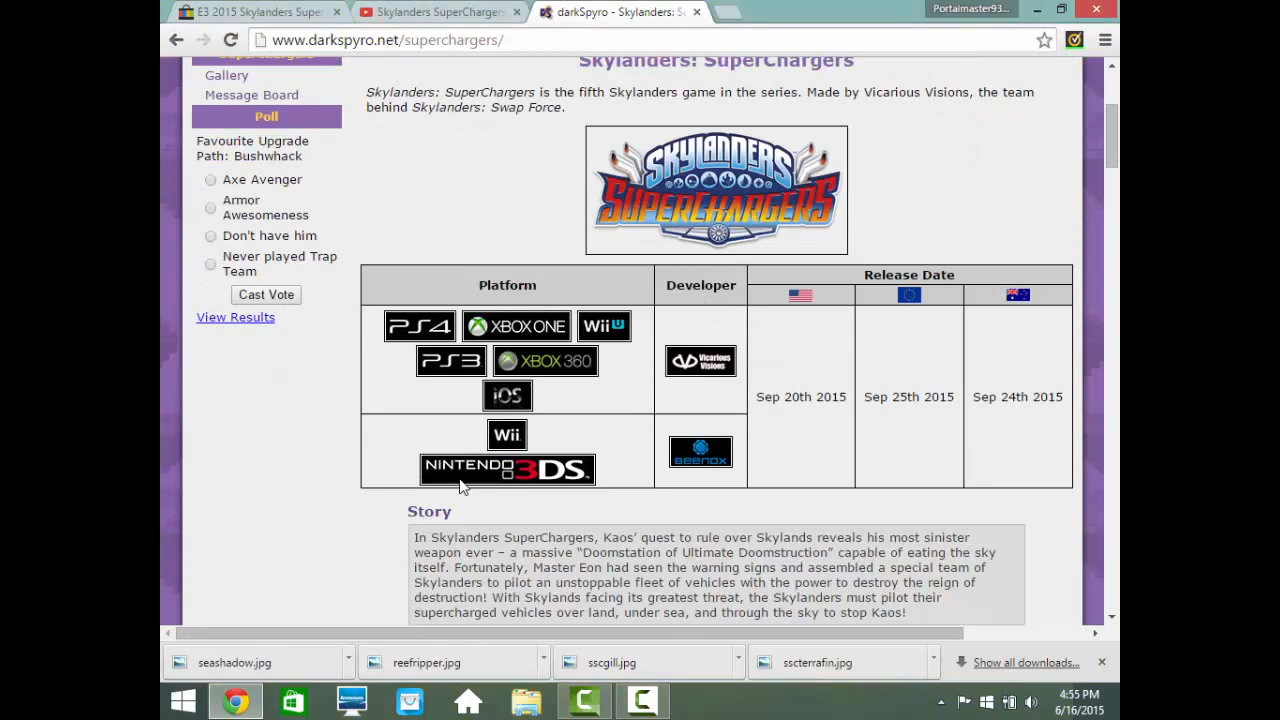 E3 2015 Skylanders Super
Skylanders SuperChargers
darkSpyro - Skylanders: S
Portalmaster93...
www.darkspyro.net/superchargers/
Gallery
Message Board
Poll
Favourite Upgrade
Path: Bushwhack
Axe Avenger
Armor
Awesomeness
Don't have him
Never played Trap
Team
Cast Vote
View Results
Skylanders: SuperChargers
Skylanders: SuperChargers is the fifth Skylanders game in the series. Made by Vicarious Visions, the team
behind Skylanders: Swap Force.
SKYLANDERS
SUPERCHARGERS
Platform
Developer
Release Date
PS4
XBOX ONE
Wii U
PS3
XBOX 360
iOS
Vicarious
Visions
Sep 20th 2015
Sep 25th 2015
Sep 24th 2015
Wii
NINTENDO 3DS
BEENOX
Story
In Skylanders SuperChargers, Kaos' quest to rule over Skylands reveals his most sinister
weapon ever – a massive “Doomstation of Ultimate Doomstruction” capable of eating the sky
itself. Fortunately, Master Eon had seen the warning signs and assembled a special team of
Skylanders to pilot an unstoppable fleet of vehicles with the power to destroy the reign of
destruction! With Skylands facing its greatest threat, the Skylanders must pilot their
supercharged vehicles over land, under sea, and through the sky to stop Kaos!
seashadow.jpg
reefripper.jpg
sscgill.jpg
sscterrafin.jpg
Show all downloads...
4:55 PM
6/16/2015